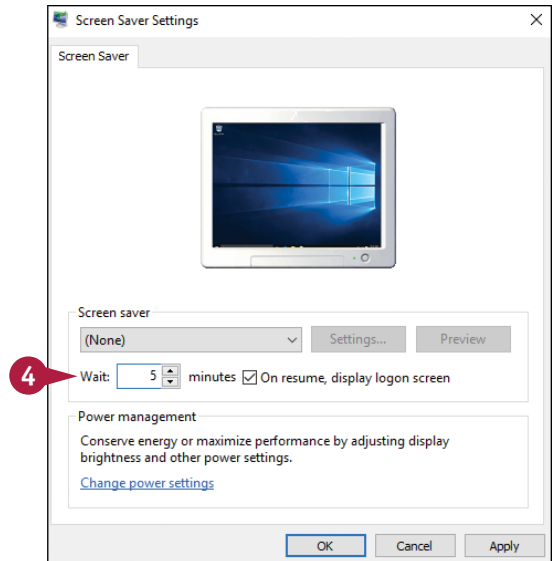 Screen Saver Settings
Screen Saver
Screen saver
(None) Settings... Preview
4 Wait: 5 minutes On resume, display logon screen
Power management
Conserve energy or maximize performance by adjusting display
brightness and other power settings.
Change power settings
OK Cancel Apply